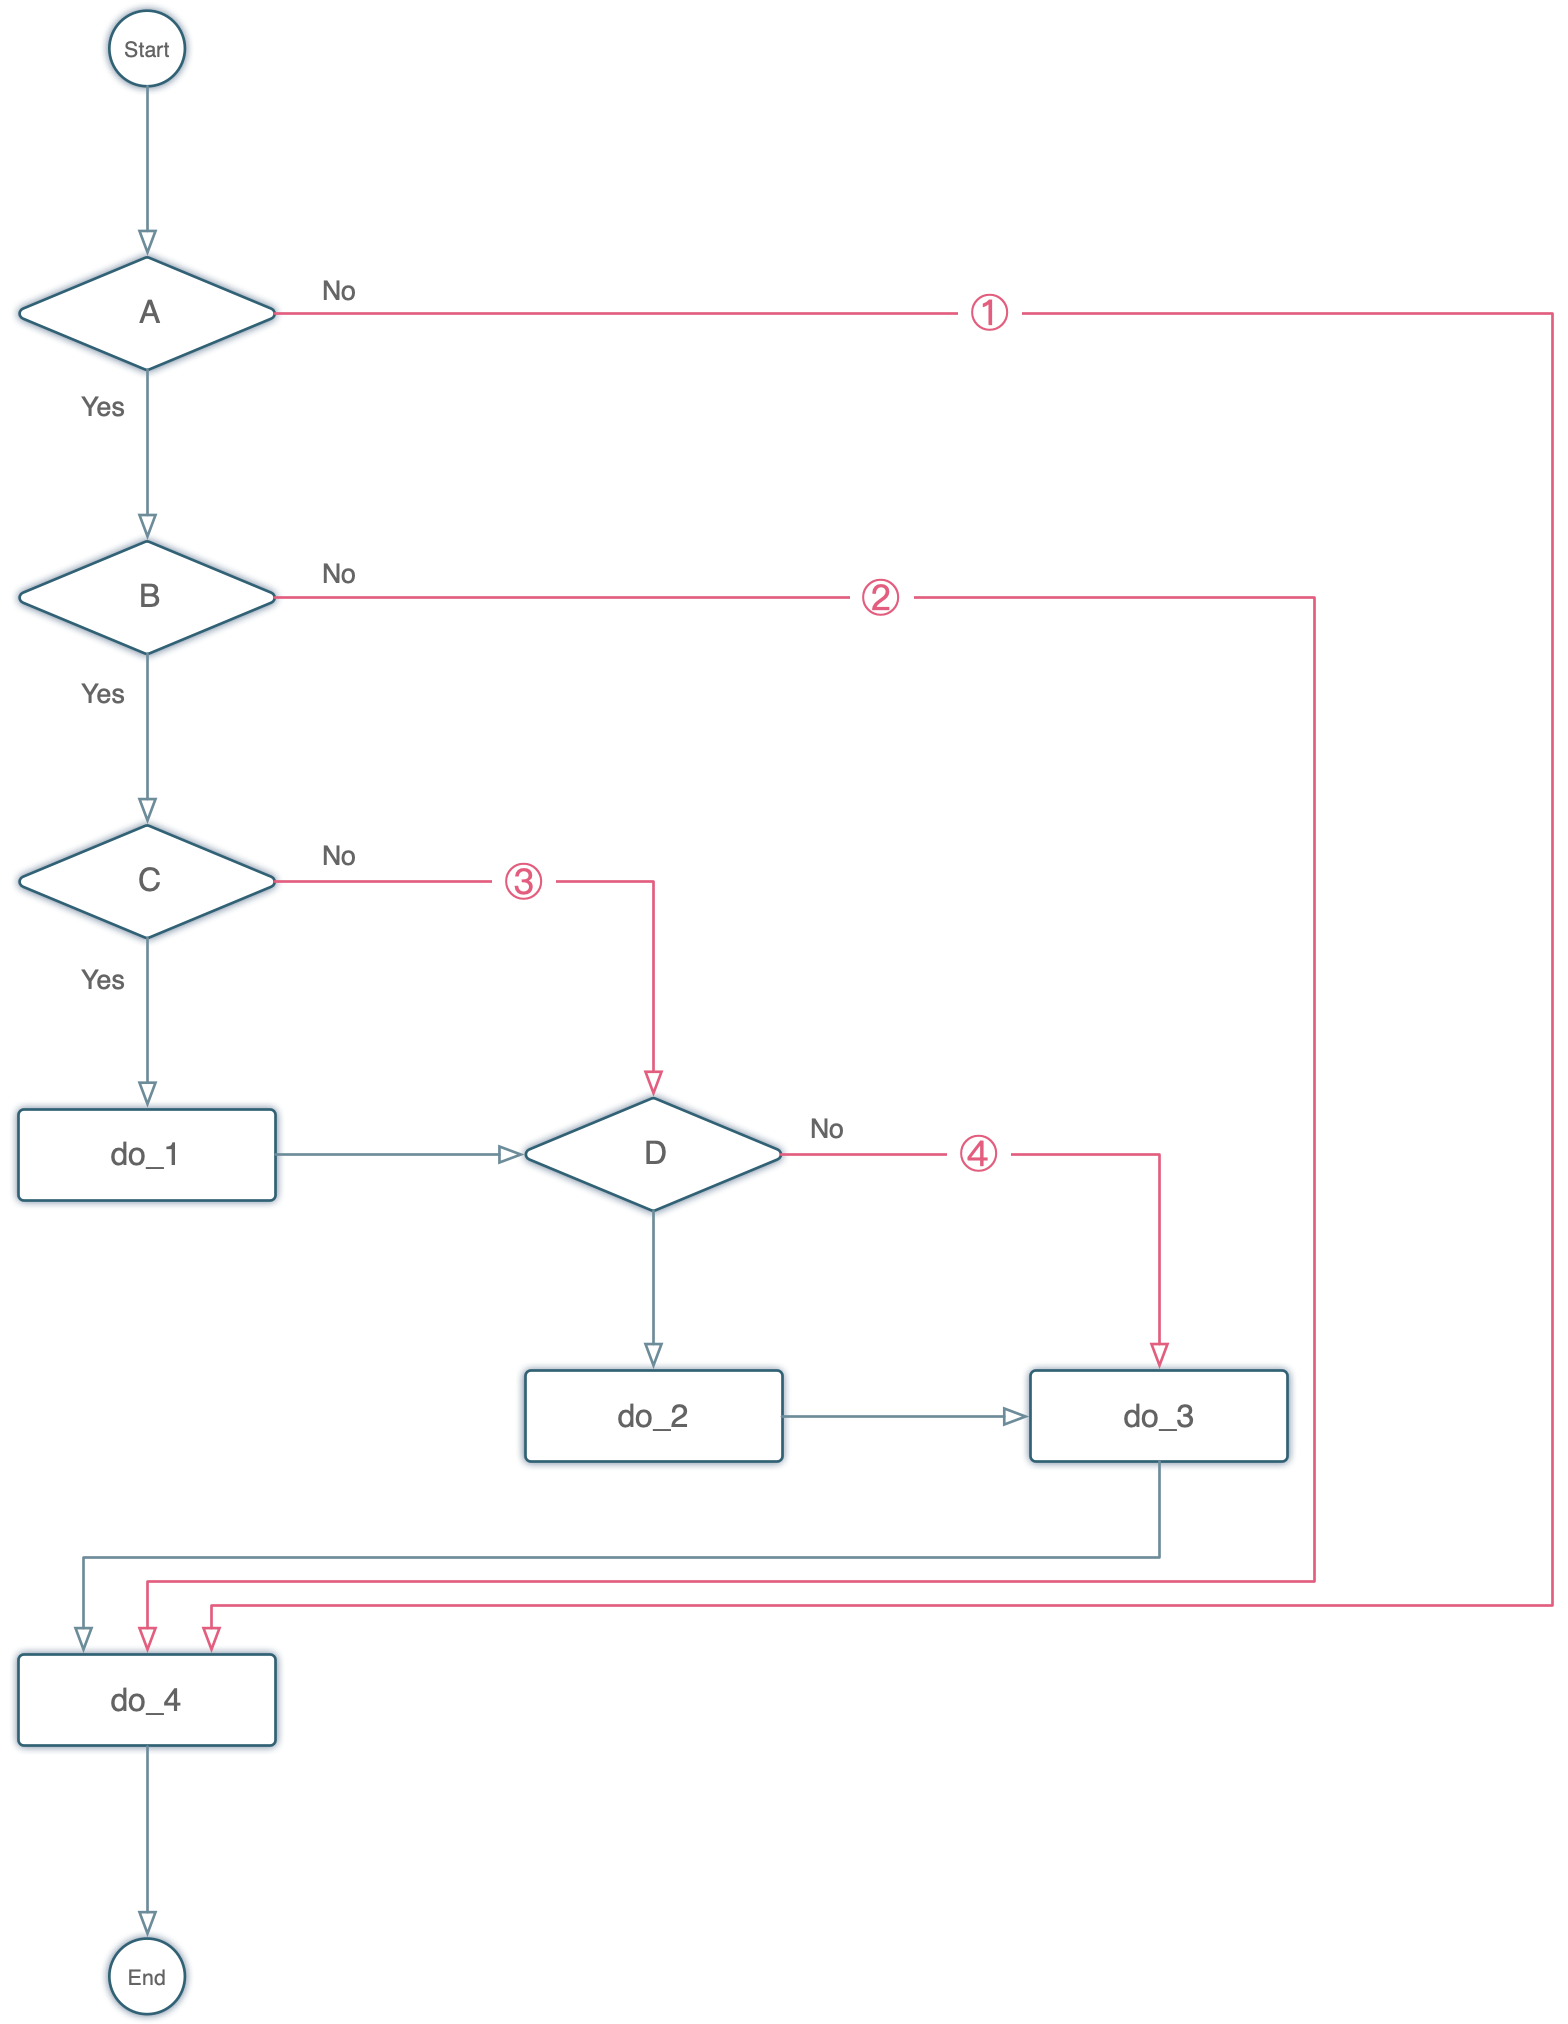 Start
A
No
①
Yes
B
No
②
Yes
C
No
③
Yes
do_1
D
No
④
do_2
do_3
do_4
End